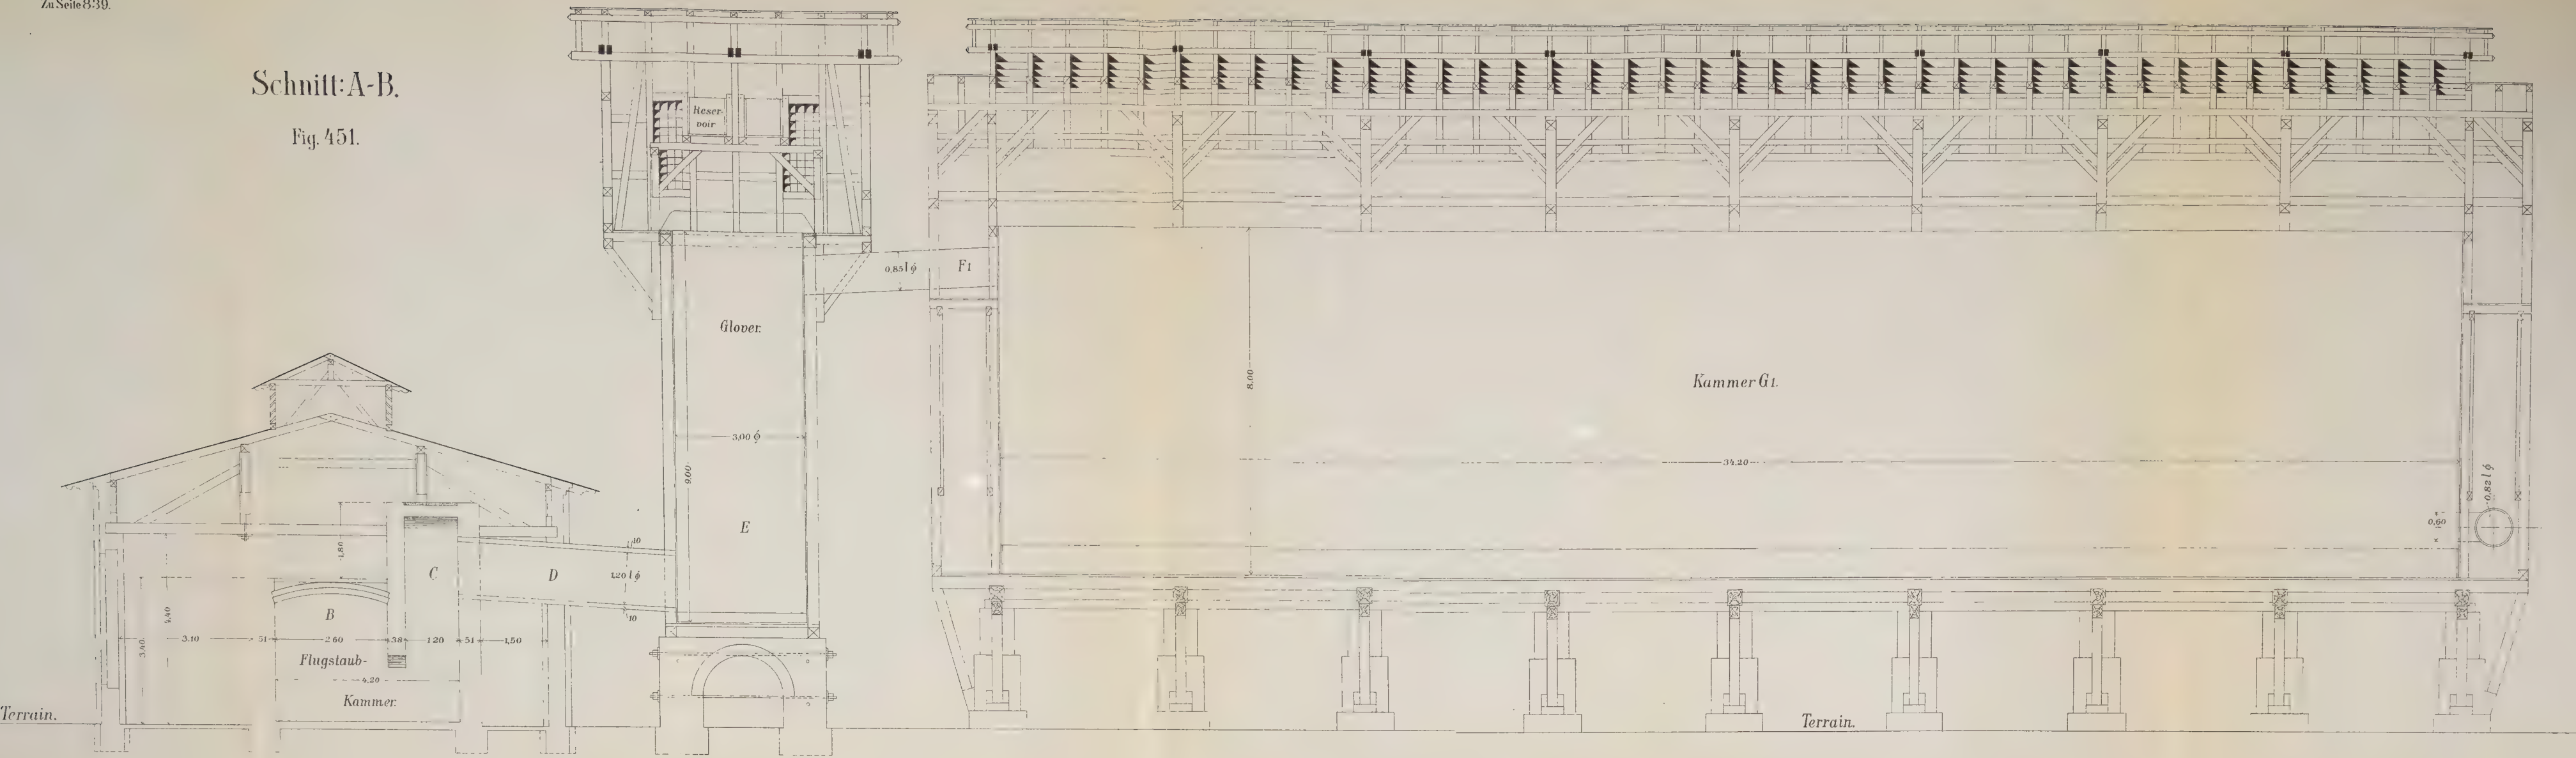 Zu Seite 839.
Schnitt: A-B.
Fig. 451.
Reser-
voir
0,85 l ϕ
F1
Glover.
8.00
Kammer G1.
3,00 ϕ
9,00
34,20
0,82 l ϕ
0,60
E
10
1,80
C
D
1,20 l ϕ
10
B
4,40
3,40
3.10
51
2 60
38
1 20
51
1,50
Flugstaub-
4,20
Kammer.
Terrain.
Terrain.